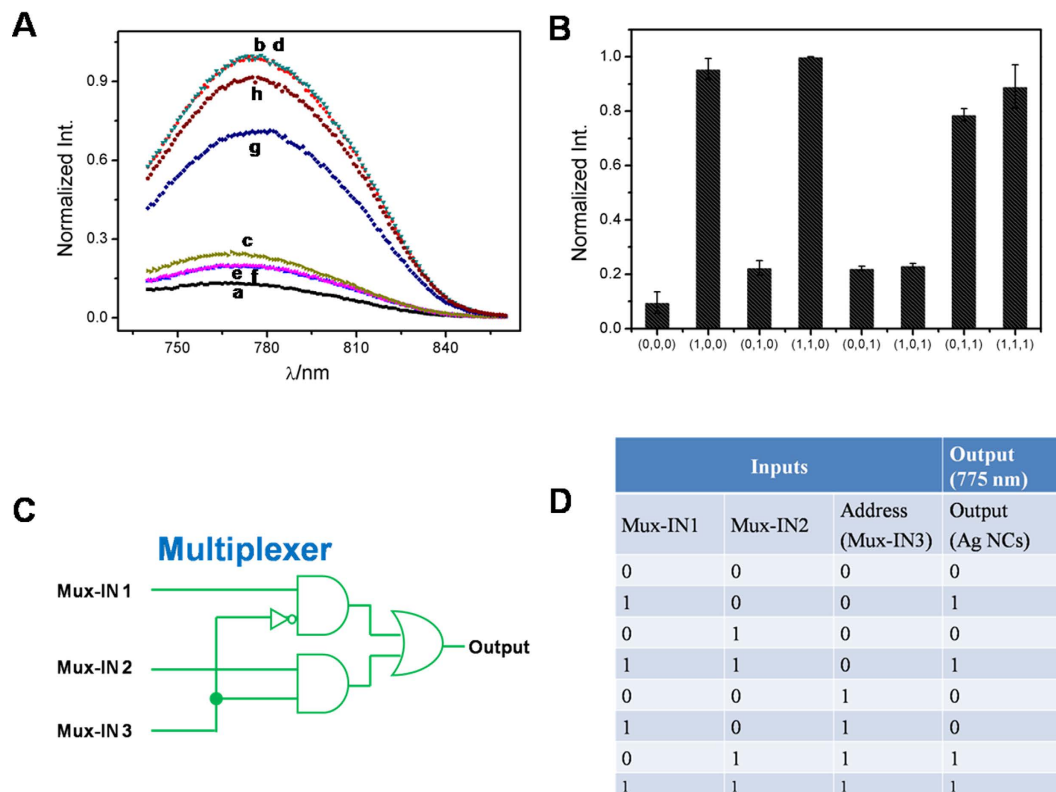 A
b d
h
g
c
e f
a
0.9
0.6
0.3
0.0
750 780 810 840
Normalized Int.
λ/nm
B
1.0
0.8
0.6
0.4
0.2
0.0
Normalized Int.
(0,0,0) (1,0,0) (0,1,0) (1,1,0) (0,0,1) (1,0,1) (0,1,1) (1,1,1)
C
Multiplexer
Mux-IN 1
Mux-IN 2
Mux-IN 3
Output
D
Inputs Output (775 nm)
Mux-IN1 Mux-IN2 Address (Mux-IN3) Output (Ag NCs)
0 0 0 0
1 0 0 1
0 1 0 0
1 1 0 1
0 0 1 0
1 0 1 0
0 1 1 1
1 1 1 1